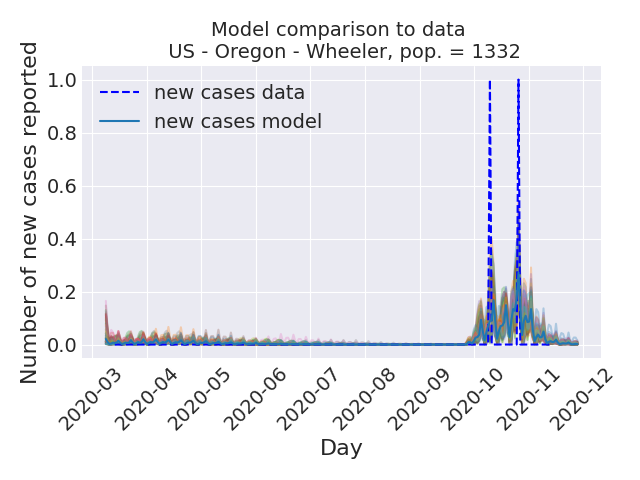 Model comparison to data
US - Oregon - Wheeler, pop. = 1332
Number of new cases reported
1.0
0.8
0.6
0.4
0.2
0.0
new cases data
new cases model
2020-03
2020-04
2020-05
2020-06
2020-07
2020-08
2020-09
2020-10
2020-11
2020-12
Day